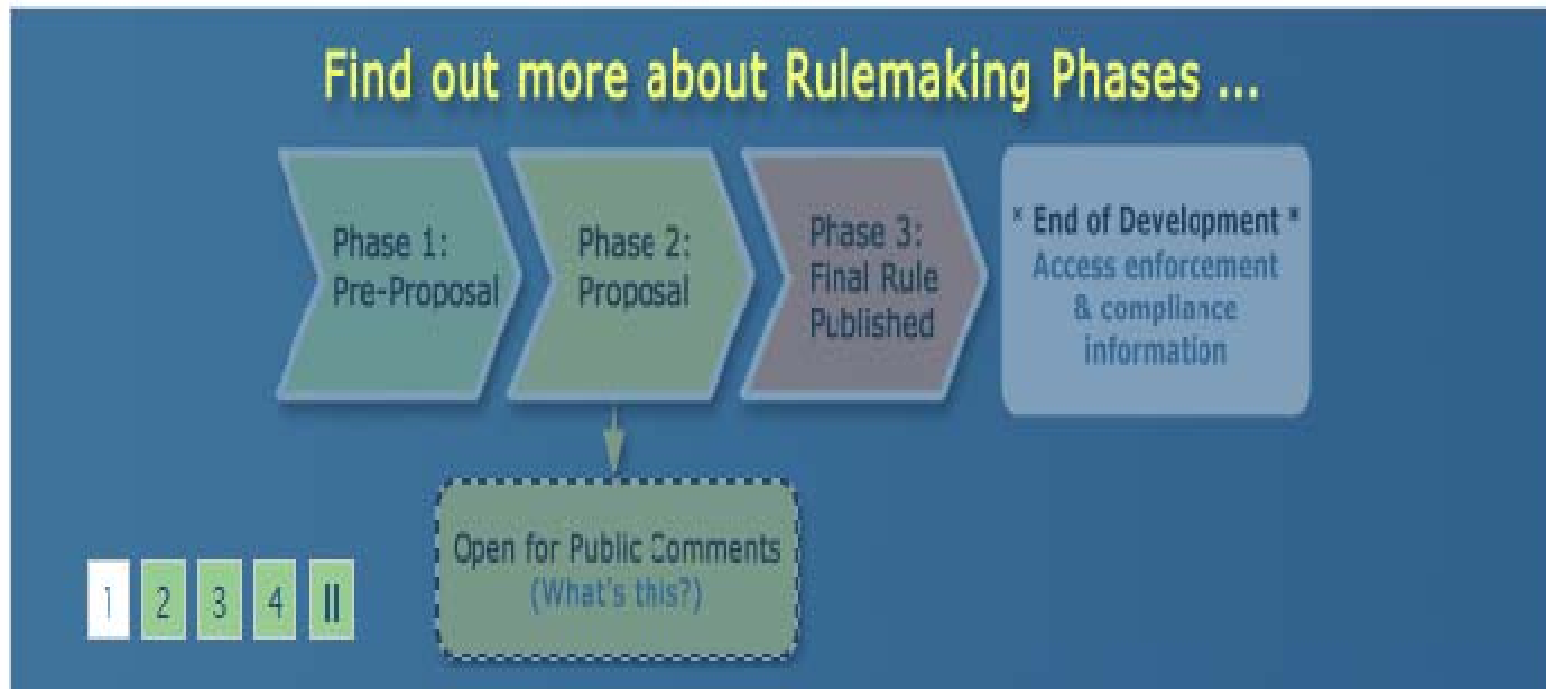 Find out more about Rulemaking Phases ...
Phase 1:
Pre-Proposal
Phase 2:
Proposal
Phase 3:
Final Rule
Published
* End of Development *
Access enforcement
& compliance
information
Open for Public Comments
(What's this?)
1 2 3 4 II